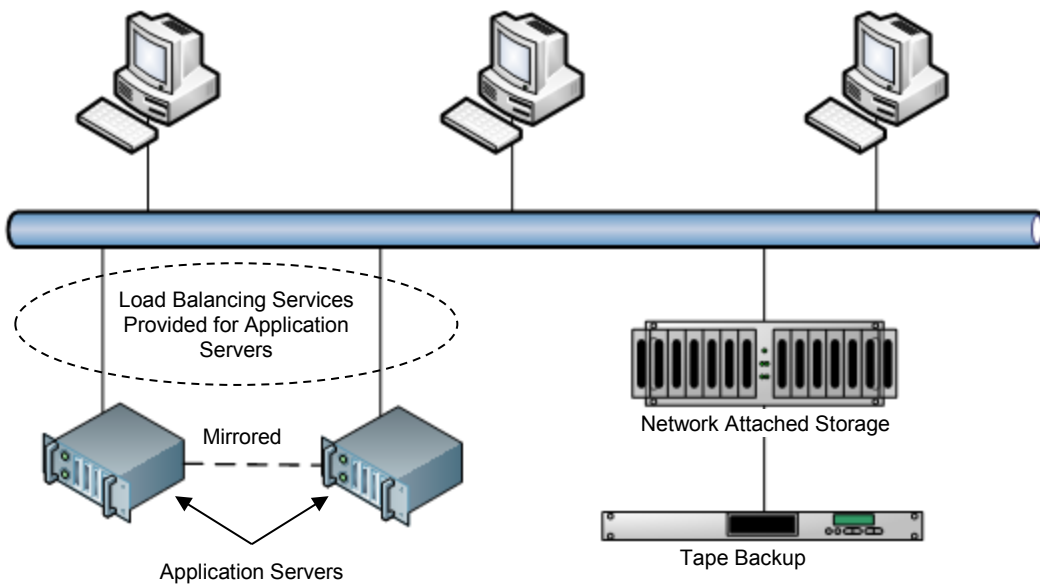 Load Balancing Services
Provided for Application
Servers
Mirrored
Network Attached Storage
Tape Backup
Application Servers